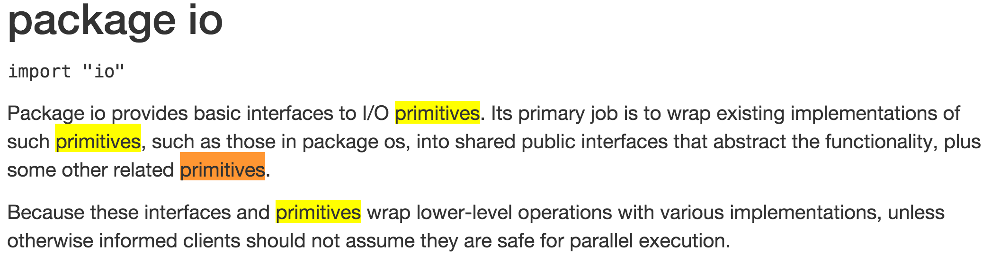 package io
import "io"
Package io provides basic interfaces to I/O primitives. Its primary job is to wrap existing implementations of
such primitives, such as those in package os, into shared public interfaces that abstract the functionality, plus
some other related primitives.
Because these interfaces and primitives wrap lower-level operations with various implementations, unless
otherwise informed clients should not assume they are safe for parallel execution.